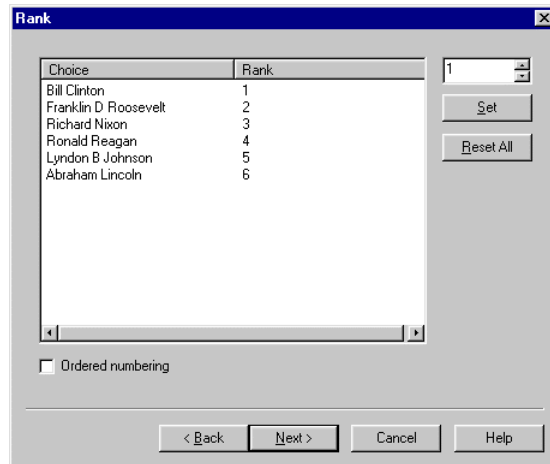 Rank
Choice Rank
1
Bill Clinton 1
Franklin D Roosevelt 2
Richard Nixon 3
Ronald Reagan 4
Lyndon B Johnson 5
Abraham Lincoln 6
Set
Reset All
Ordered numbering
< Back Next > Cancel Help